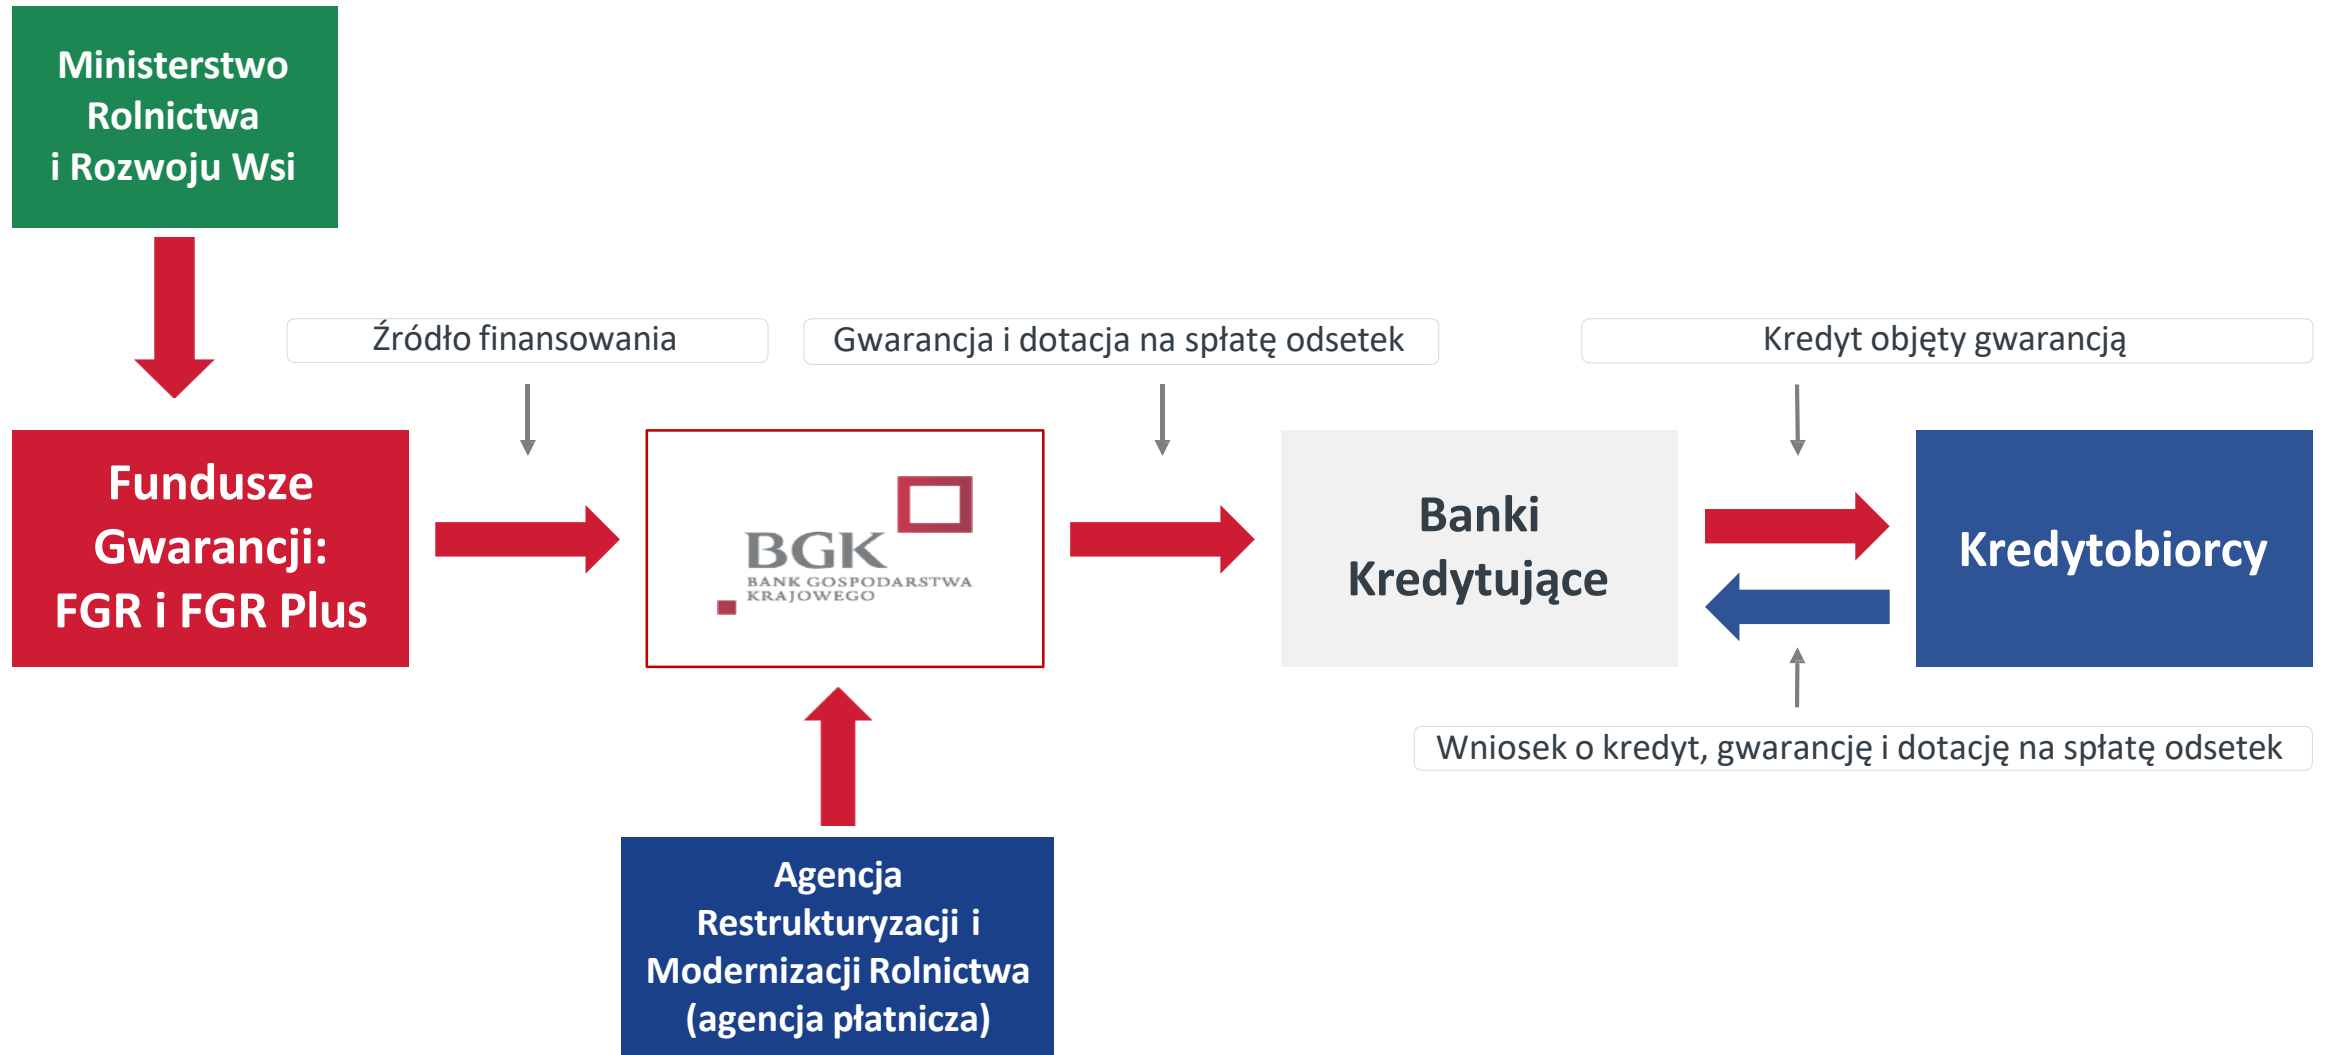 Ministerstwo
Rolnictwa
i Rozwoju Wsi
Źródło finansowania
Gwarancja i dotacja na spłatę odsetek
Kredyt objęty gwarancją
Fundusze
Gwarancji:
FGR i FGR Plus
BGK
BANK GOSPODARSTWA
KRAJOWEGO
Banki
Kredytujące
Kredytobiorcy
Wniosek o kredyt, gwarancję i dotację na spłatę odsetek
Agencja
Restrukturyzacji i
Modernizacji Rolnictwa
(agencja płatnicza)